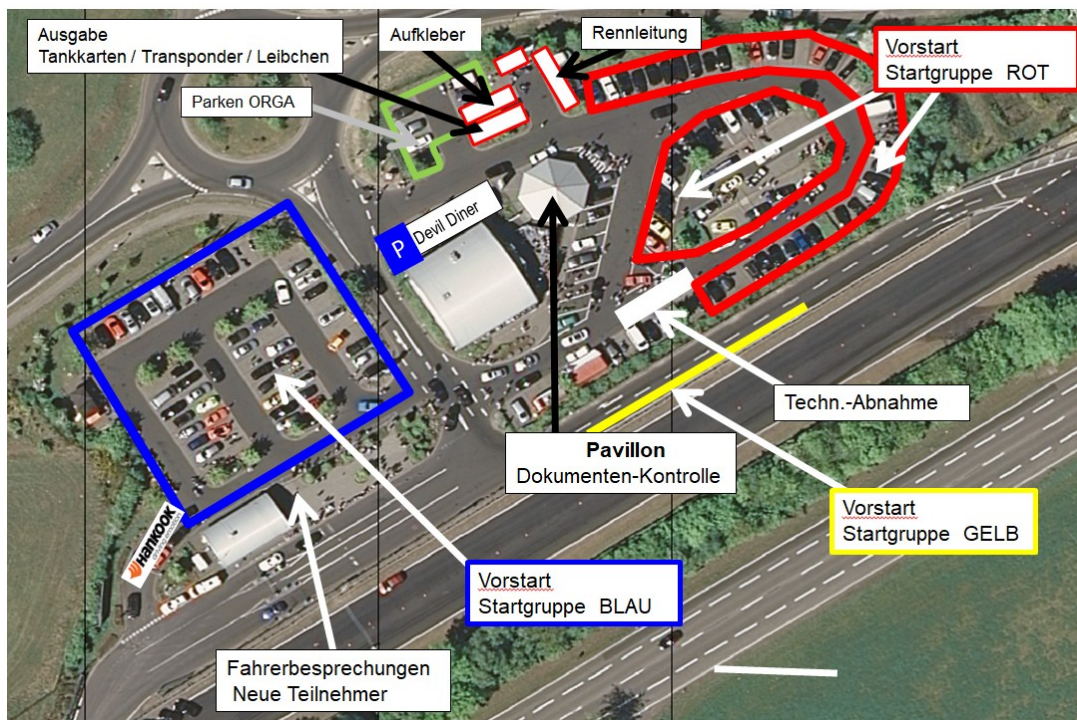 Ausgabe
Tankkarten / Transponder / Leibchen
Aufkleber
Rennleitung
Vorstart
Startgruppe ROT
Parken ORGA
P
Devil Diner
Techn.-Abnahme
Pavillon
Dokumenten-Kontrolle
Vorstart
Startgruppe GELB
HANKOOK
Vorstart
Startgruppe BLAU
Fahrerbesprechungen
Neue Teilnehmer